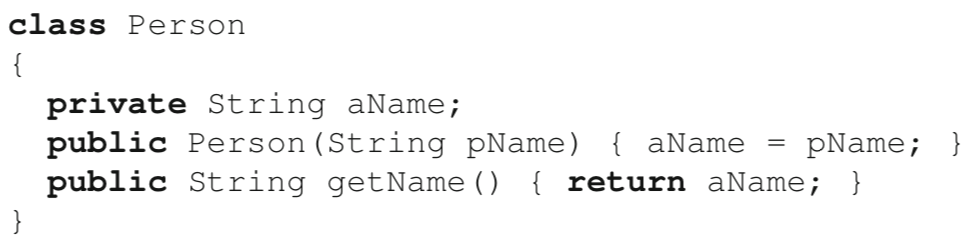 class Person
{
  private String aName;
  public Person(String pName) { aName = pName; }
  public String getName() { return aName; }
}